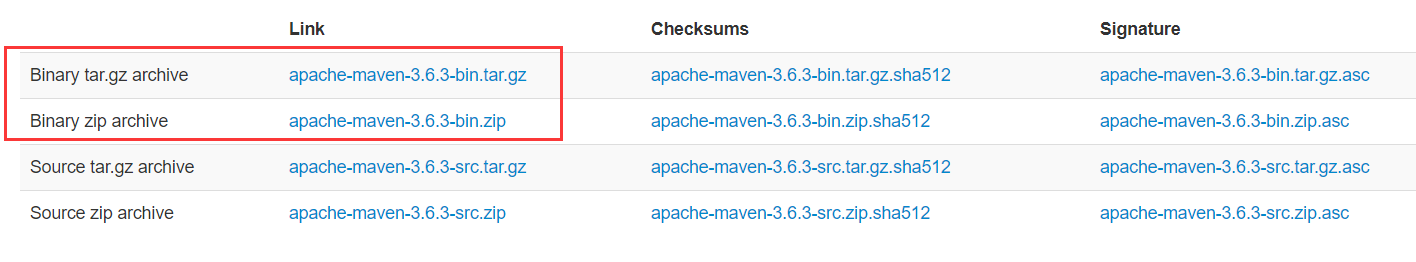 Link Checksums Signature
Binary tar.gz archive apache-maven-3.6.3-bin.tar.gz apache-maven-3.6.3-bin.tar.gz.sha512 apache-maven-3.6.3-bin.tar.gz.asc
Binary zip archive apache-maven-3.6.3-bin.zip apache-maven-3.6.3-bin.zip.sha512 apache-maven-3.6.3-bin.zip.asc
Source tar.gz archive apache-maven-3.6.3-src.tar.gz apache-maven-3.6.3-src.tar.gz.sha512 apache-maven-3.6.3-src.tar.gz.asc
Source zip archive apache-maven-3.6.3-src.zip apache-maven-3.6.3-src.zip.sha512 apache-maven-3.6.3-src.zip.asc